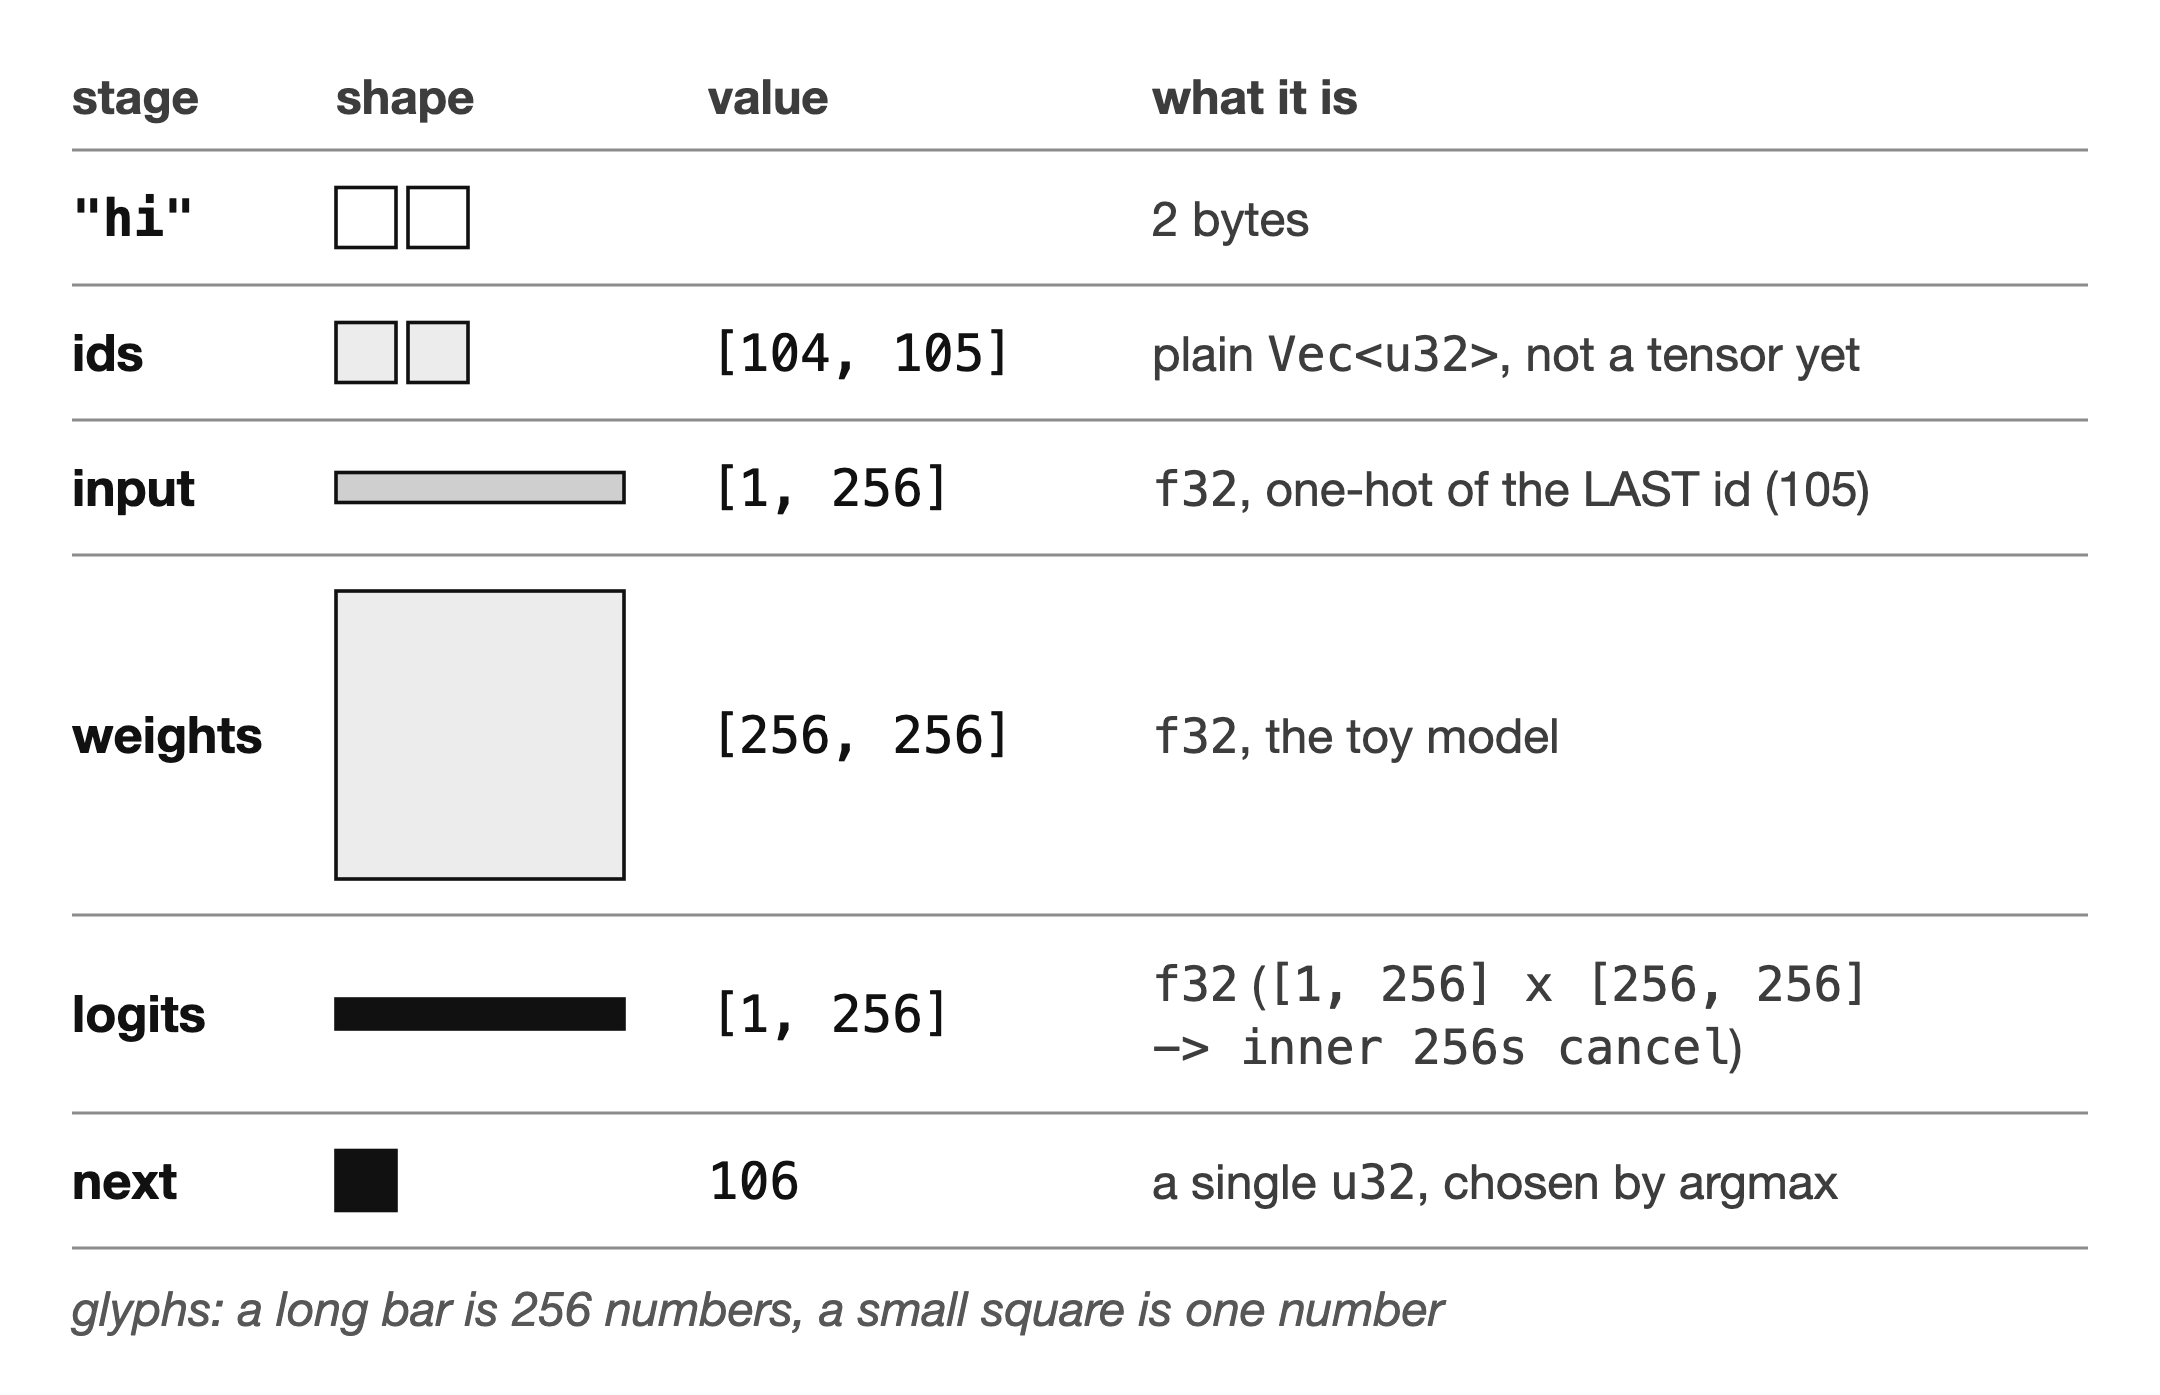 stage shape value what it is
"hi" 2 bytes
ids [104, 105] plain Vec<u32>, not a tensor yet
input [1, 256] f32, one-hot of the LAST id (105)
weights [256, 256] f32, the toy model
logits [1, 256] f32 ([1, 256] x [256, 256]
—> inner 256s cancel)
next 106 a single u32, chosen by argmax
glyphs: a long bar is 256 numbers, a small square is one number